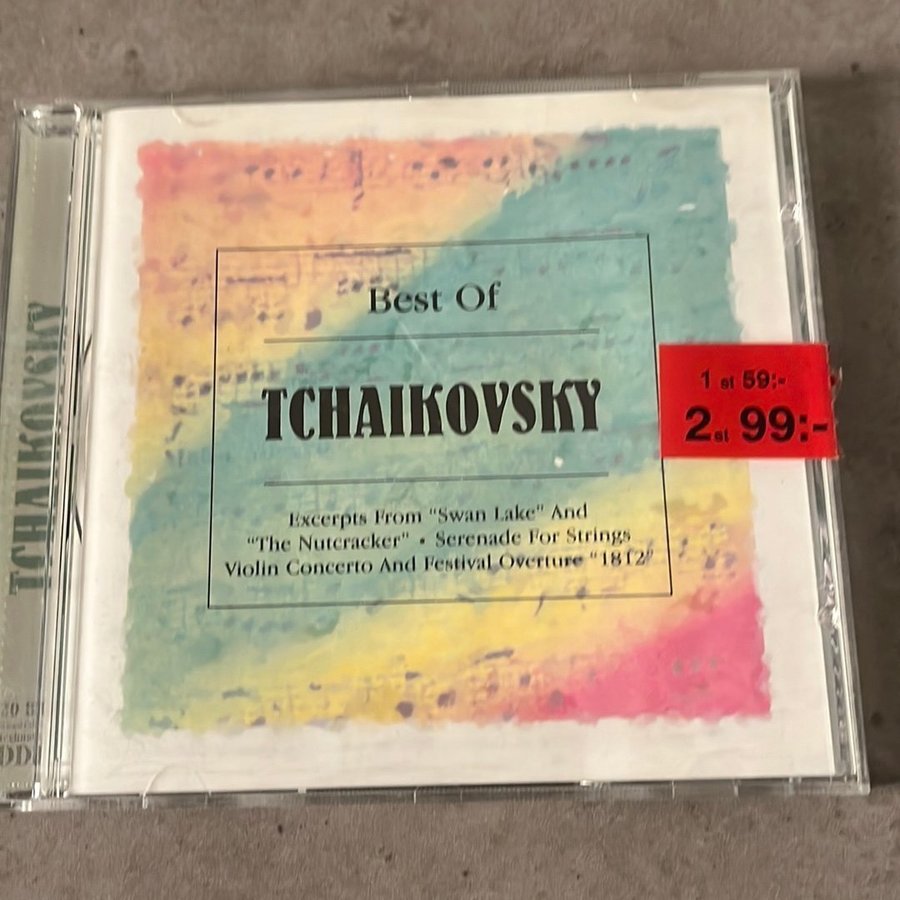 Best Of
TCHAIKOVSKY
Excerpts From "Swan Lake" And
"The Nutcracker" • Serenade For Strings
Violin Concerto And Festival Overture "1812"
1 st 59:-
2 st 99:-
TCHAIKOVSKY